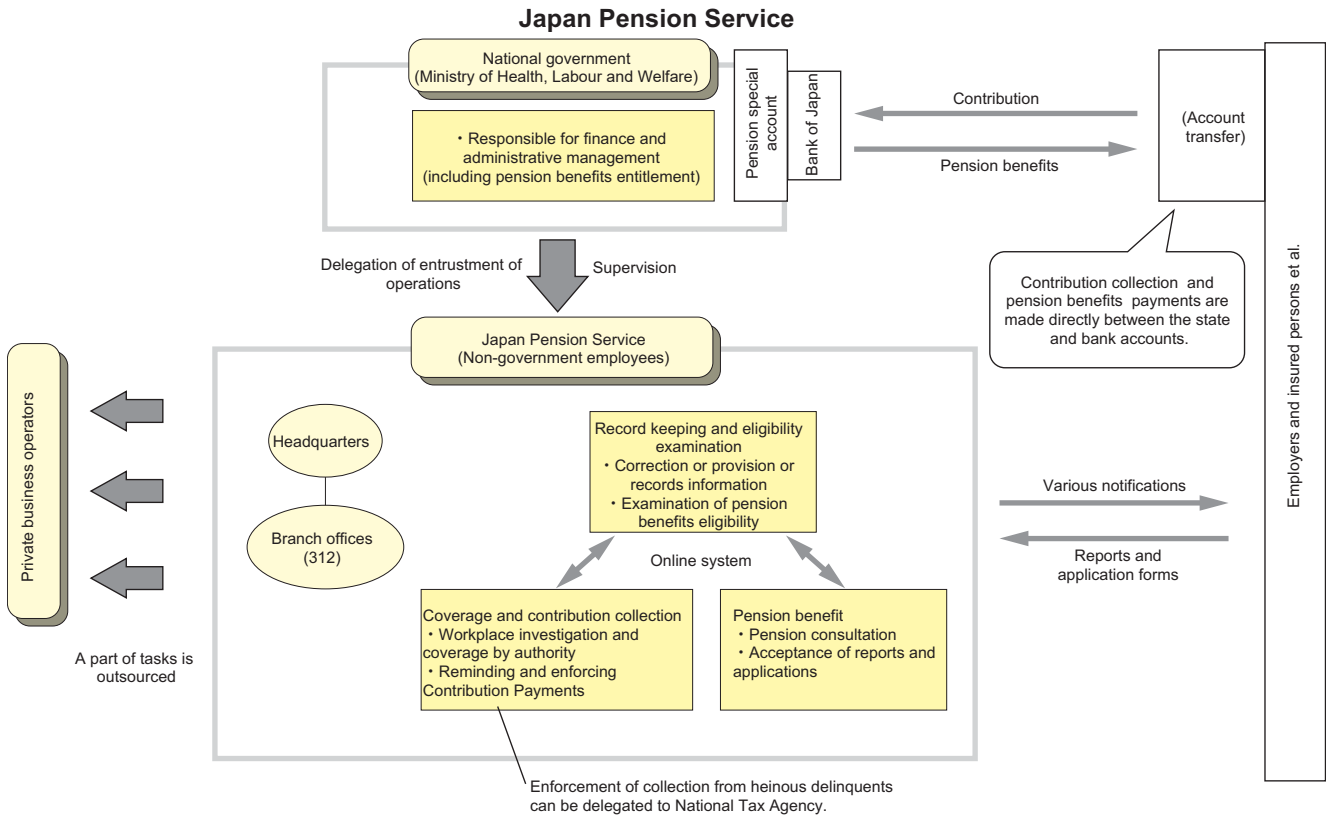 Japan Pension Service
National government
(Ministry of Health, Labour and Welfare)
・Responsible for finance and
administrative management
(including pension benefits entitlement)
Pension special
account
Bank of Japan
Contribution
Pension benefits
(Account
transfer)
Employers and insured persons et al.
Contribution collection and
pension benefits payments are
made directly between the state
and bank accounts.
Delegation of entrustment of
operations
Supervision
Japan Pension Service
(Non-government employees)
Private business operators
A part of tasks is
outsourced
Headquarters
Branch offices
(312)
Record keeping and eligibility
examination
・Correction or provision or
records information
・Examination of pension
benefits eligibility
Online system
Coverage and contribution collection
・Workplace investigation and
coverage by authority
・Reminding and enforcing
Contribution Payments
Pension benefit
・Pension consultation
・Acceptance of reports and
applications
Various notifications
Reports and
application forms
Enforcement of collection from heinous delinquents
can be delegated to National Tax Agency.